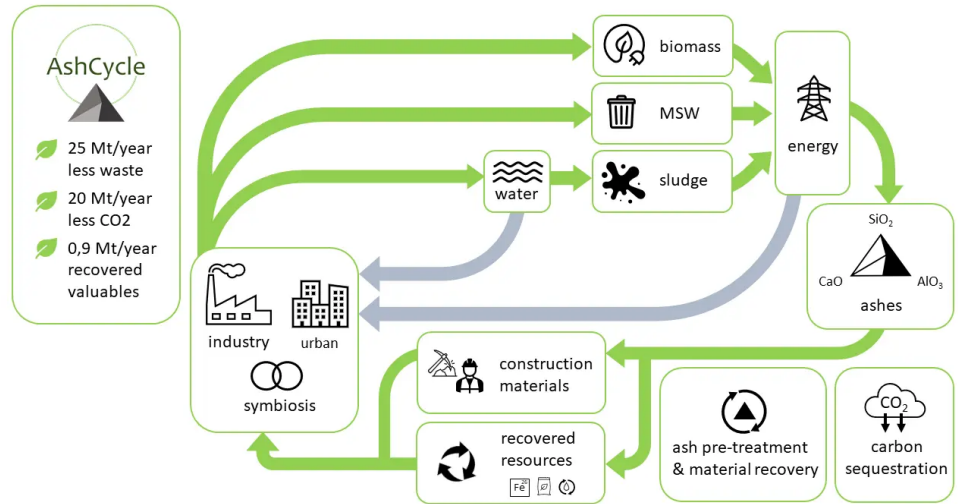 AshCycle
25 Mt/year
less waste
20 Mt/year
less CO2
0,9 Mt/year
recovered
valuables
biomass
MSW
sludge
water
energy
SiO₂
CaO
AlO₃
ashes
industry
urban
symbiosis
construction
materials
recovered
resources
Fe
ash pre-treatment
& material recovery
CO₂
carbon
sequestration